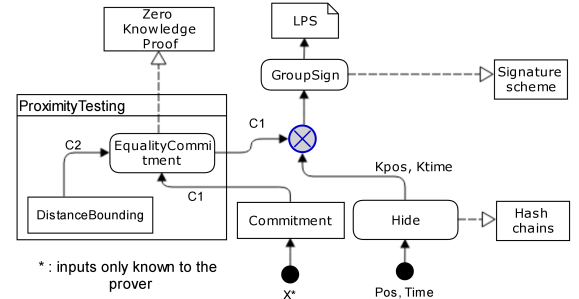 Zero
Knowledge
Proof
LPS
GroupSign
Signature
scheme
ProximityTesting
C2
EqualityCommi
tment
C1
Kpos, Ktime
C1
DistanceBounding
Commitment
Hide
Hash
chains
* : inputs only known to the
prover
X*
Pos, Time